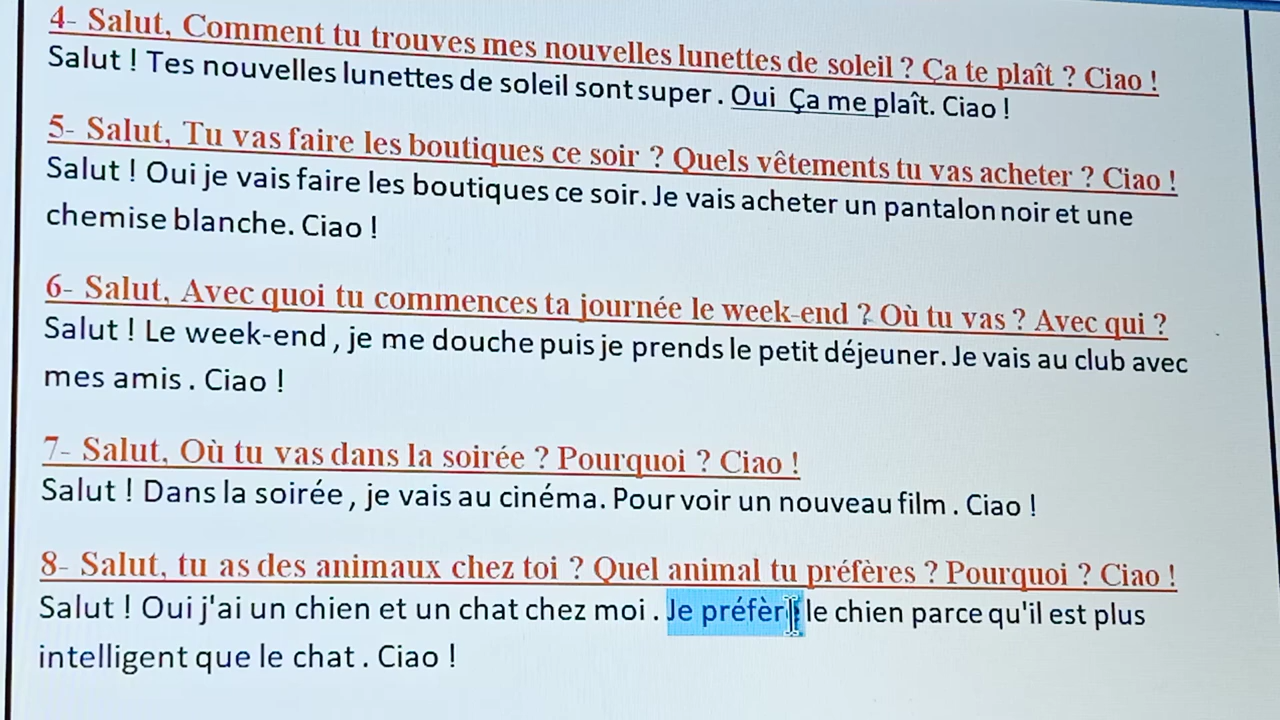 4- Salut, Comment tu trouves mes nouvelles lunettes de soleil ? Ça te plaît ? Ciao !
Salut ! Tes nouvelles lunettes de soleil sont super . Oui Ça me plaît. Ciao !
5- Salut, Tu vas faire les boutiques ce soir ? Quels vêtements tu vas acheter ? Ciao !
Salut ! Oui je vais faire les boutiques ce soir. Je vais acheter un pantalon noir et une
chemise blanche. Ciao !
6- Salut, Avec quoi tu commences ta journée le week-end ? Où tu vas ? Avec qui ?
Salut ! Le week-end , je me douche puis je prends le petit déjeuner. Je vais au club avec
mes amis . Ciao !
7- Salut, Où tu vas dans la soirée ? Pourquoi ? Ciao !
Salut ! Dans la soirée , je vais au cinéma. Pour voir un nouveau film . Ciao !
8- Salut, tu as des animaux chez toi ? Quel animal tu préfères ? Pourquoi ? Ciao !
Salut ! Oui j'ai un chien et un chat chez moi . Je préfère le chien parce qu'il est plus
intelligent que le chat . Ciao !